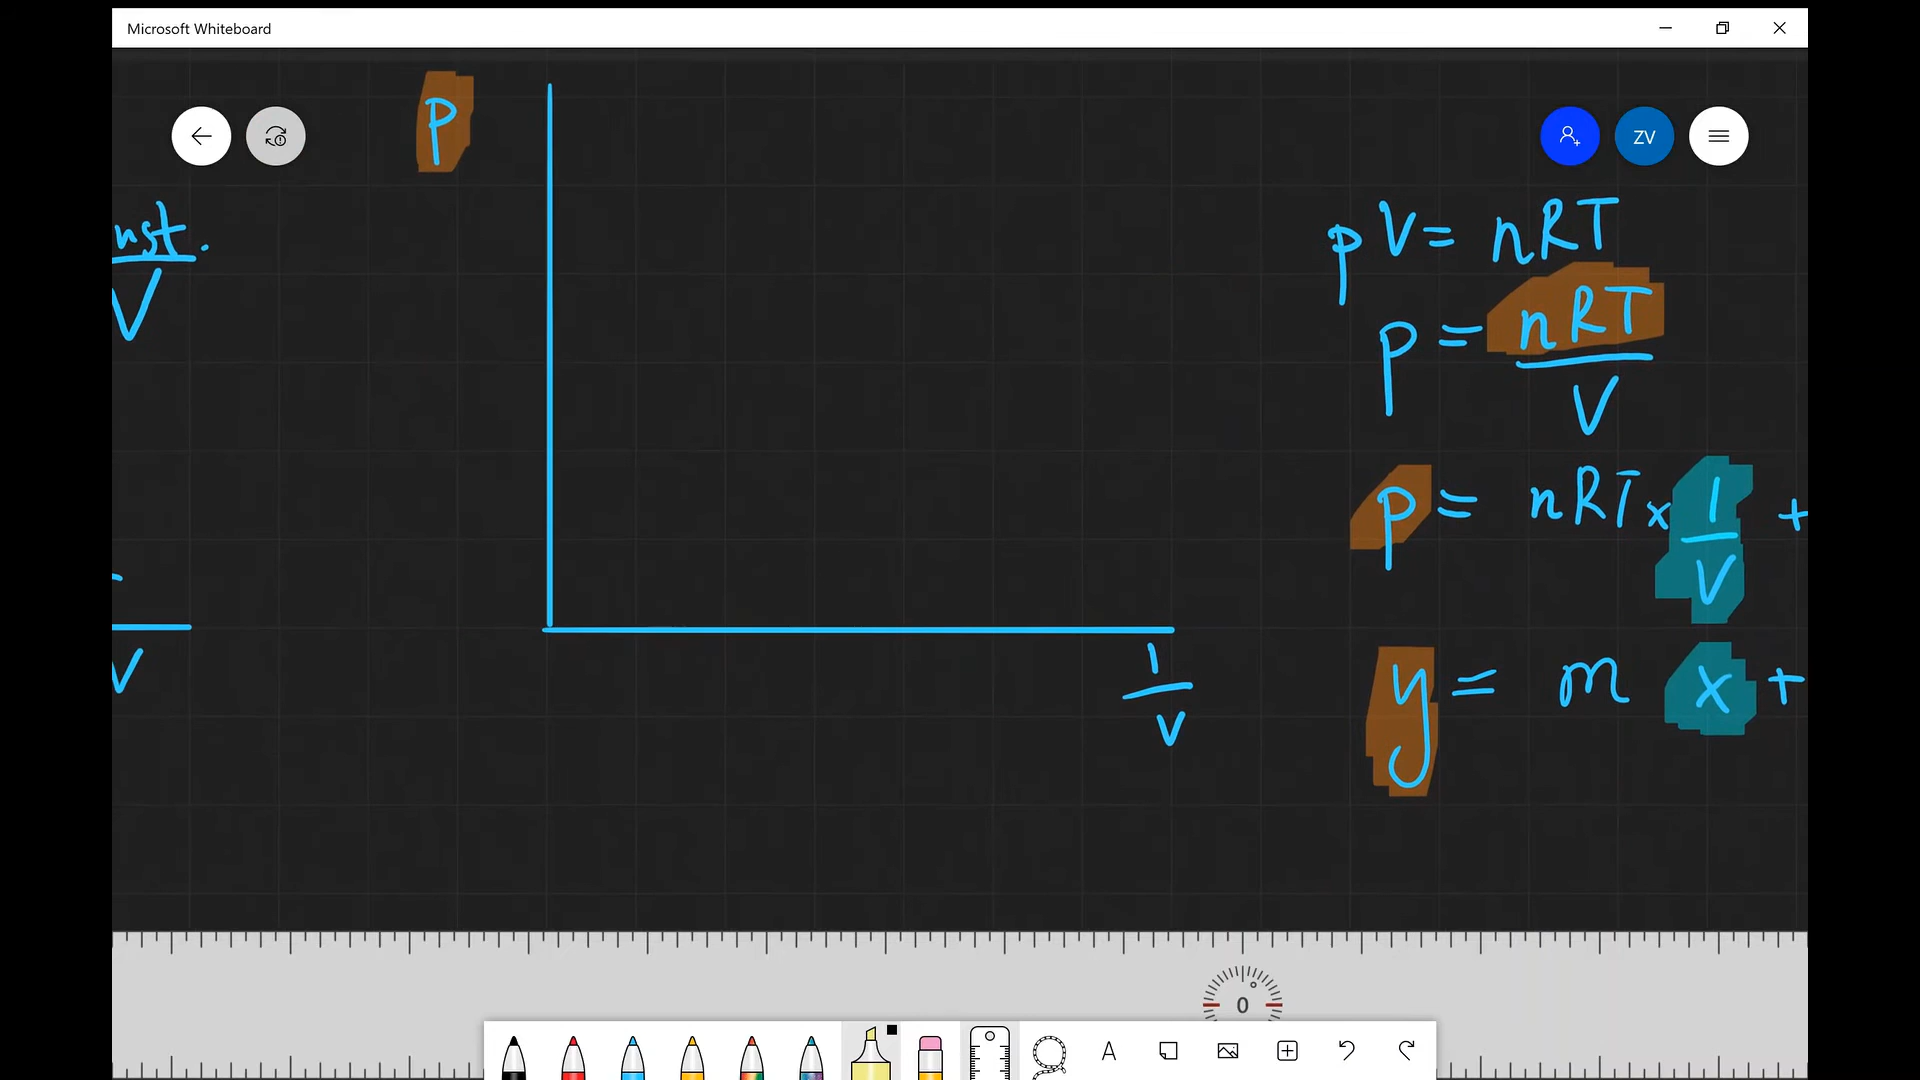 Microsoft Whiteboard
p
ZV
nst.
V
pV = nRT
p = nRT
V
p = nRT x 1 +
V
y = m x +
1
V
V
0
A